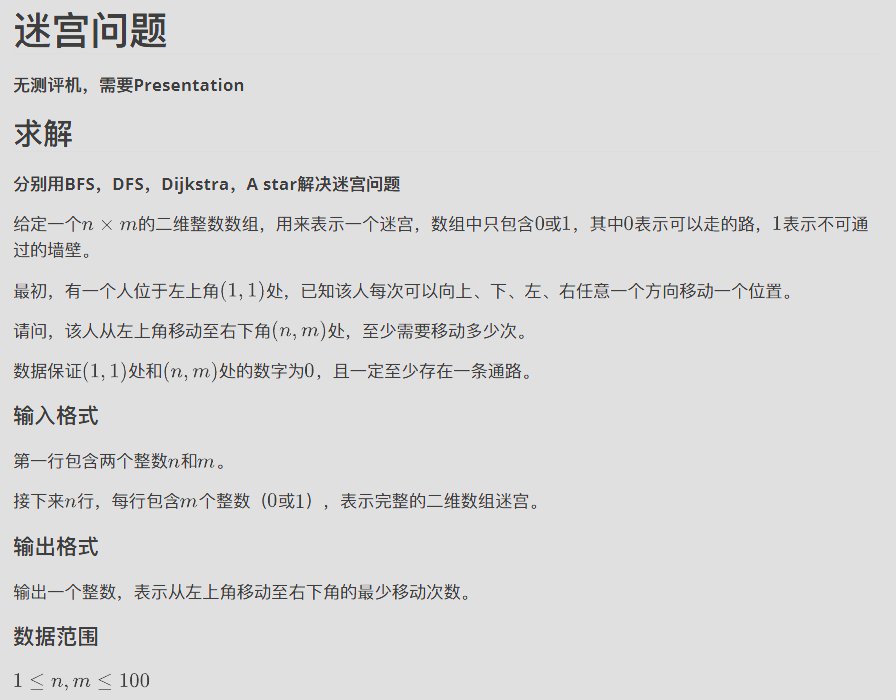 迷宫问题
无测评机，需要Presentation
求解
分别用BFS，DFS，Dijkstra，A star解决迷宫问题
给定一个n × m的二维整数数组，用来表示一个迷宫，数组中只包含0或1，其中0表示可以走的路，1表示不可通
过的墙壁。
最初，有一个人位于左上角(1, 1)处，已知该人每次可以向上、下、左、右任意一个方向移动一个位置。
请问，该人从左上角移动至右下角(n, m)处，至少需要移动多少次。
数据保证(1, 1)处和(n, m)处的数字为0，且一定至少存在一条通路。
输入格式
第一行包含两个整数n和m。
接下来n行，每行包含m个整数（0或1），表示完整的二维数组迷宫。
输出格式
输出一个整数，表示从左上角移动至右下角的最少移动次数。
数据范围
1 ≤ n, m ≤ 100